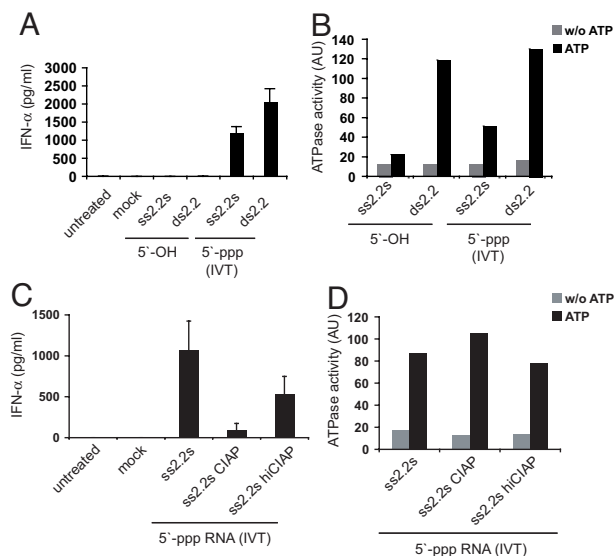 A
IFN-α (pg/ml)
3000
2500
2000
1500
1000
500
0
untreated
mock
ss2.2s
ds2.2
ss2.2s
ds2.2
5`-OH
5`-ppp
(IVT)
B
w/o ATP
ATP
ATPase activity (AU)
140
120
100
80
60
40
20
0
ss2.2s
ds2.2
ss2.2s
ds2.2
5`-OH
5`-ppp
(IVT)
C
IFN-α (pg/ml)
1500
1000
500
0
untreated
mock
ss2.2s
ss2.2s CIAP
ss2.2s hiCIAP
5`-ppp RNA (IVT)
D
w/o ATP
ATP
ATPase activity (AU)
120
100
80
60
40
20
0
ss2.2s
ss2.2s CIAP
ss2.2s hiCIAP
5`-ppp RNA (IVT)